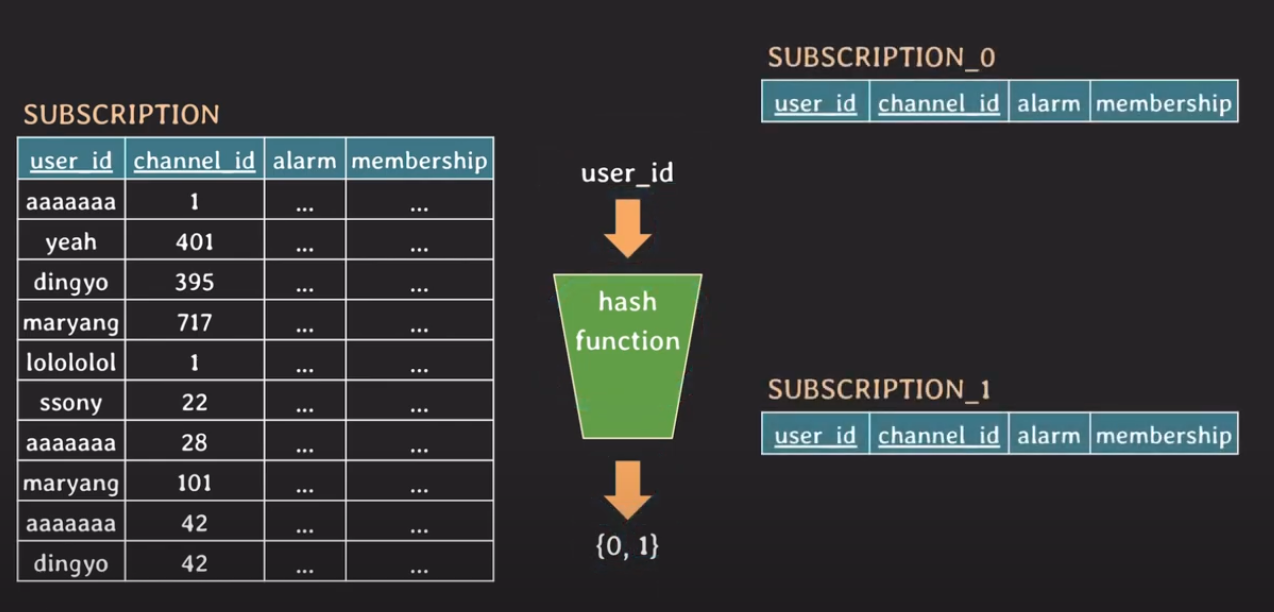 SUBSCRIPTION
user_id channel_id alarm membership
aaaaaaa 1 ... ...
yeah 401 ... ...
dingyo 395 ... ...
maryang 717 ... ...
lolololol 1 ... ...
ssony 22 ... ...
aaaaaaa 28 ... ...
maryang 101 ... ...
aaaaaaa 42 ... ...
dingyo 42 ... ...
user_id
hash
function
{0, 1}
SUBSCRIPTION_0
user_id channel_id alarm membership
SUBSCRIPTION_1
user_id channel_id alarm membership